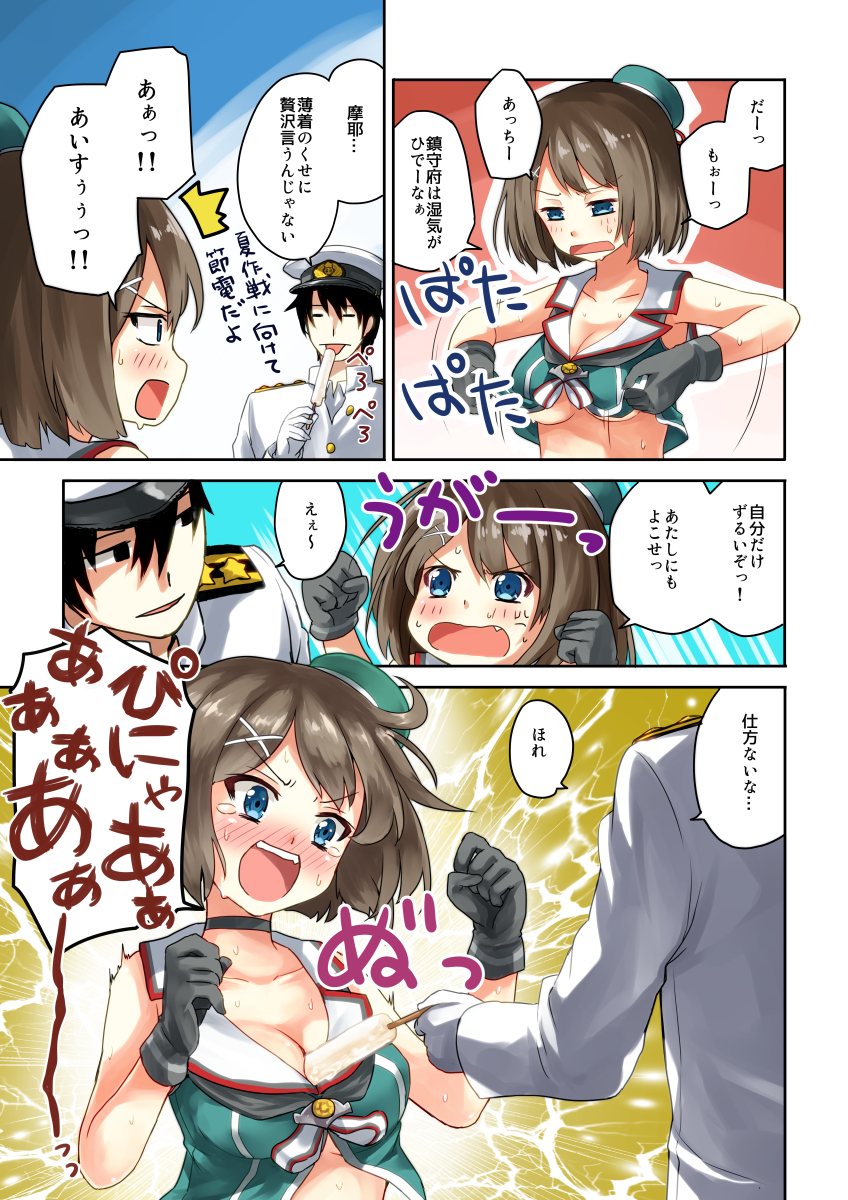 だーっ
もぉーっ
あっちー
鎮守府は湿気が
ひでーなぁ
ぱた
ぱた
摩耶…
薄着のくせに
贅沢言うんじゃない
夏作戦に向けて
節電だよ
ぺろ
ぺろ
あぁっ!!
あいすぅぅっ!!
自分だけ
ずるいぞっ!
あたしにも
よこせっ
うがーっ
えぇ～
仕方ないな…
ほれ
ぬ゛っ
ぴにゃあぁ
あぁぁあぁーっっ